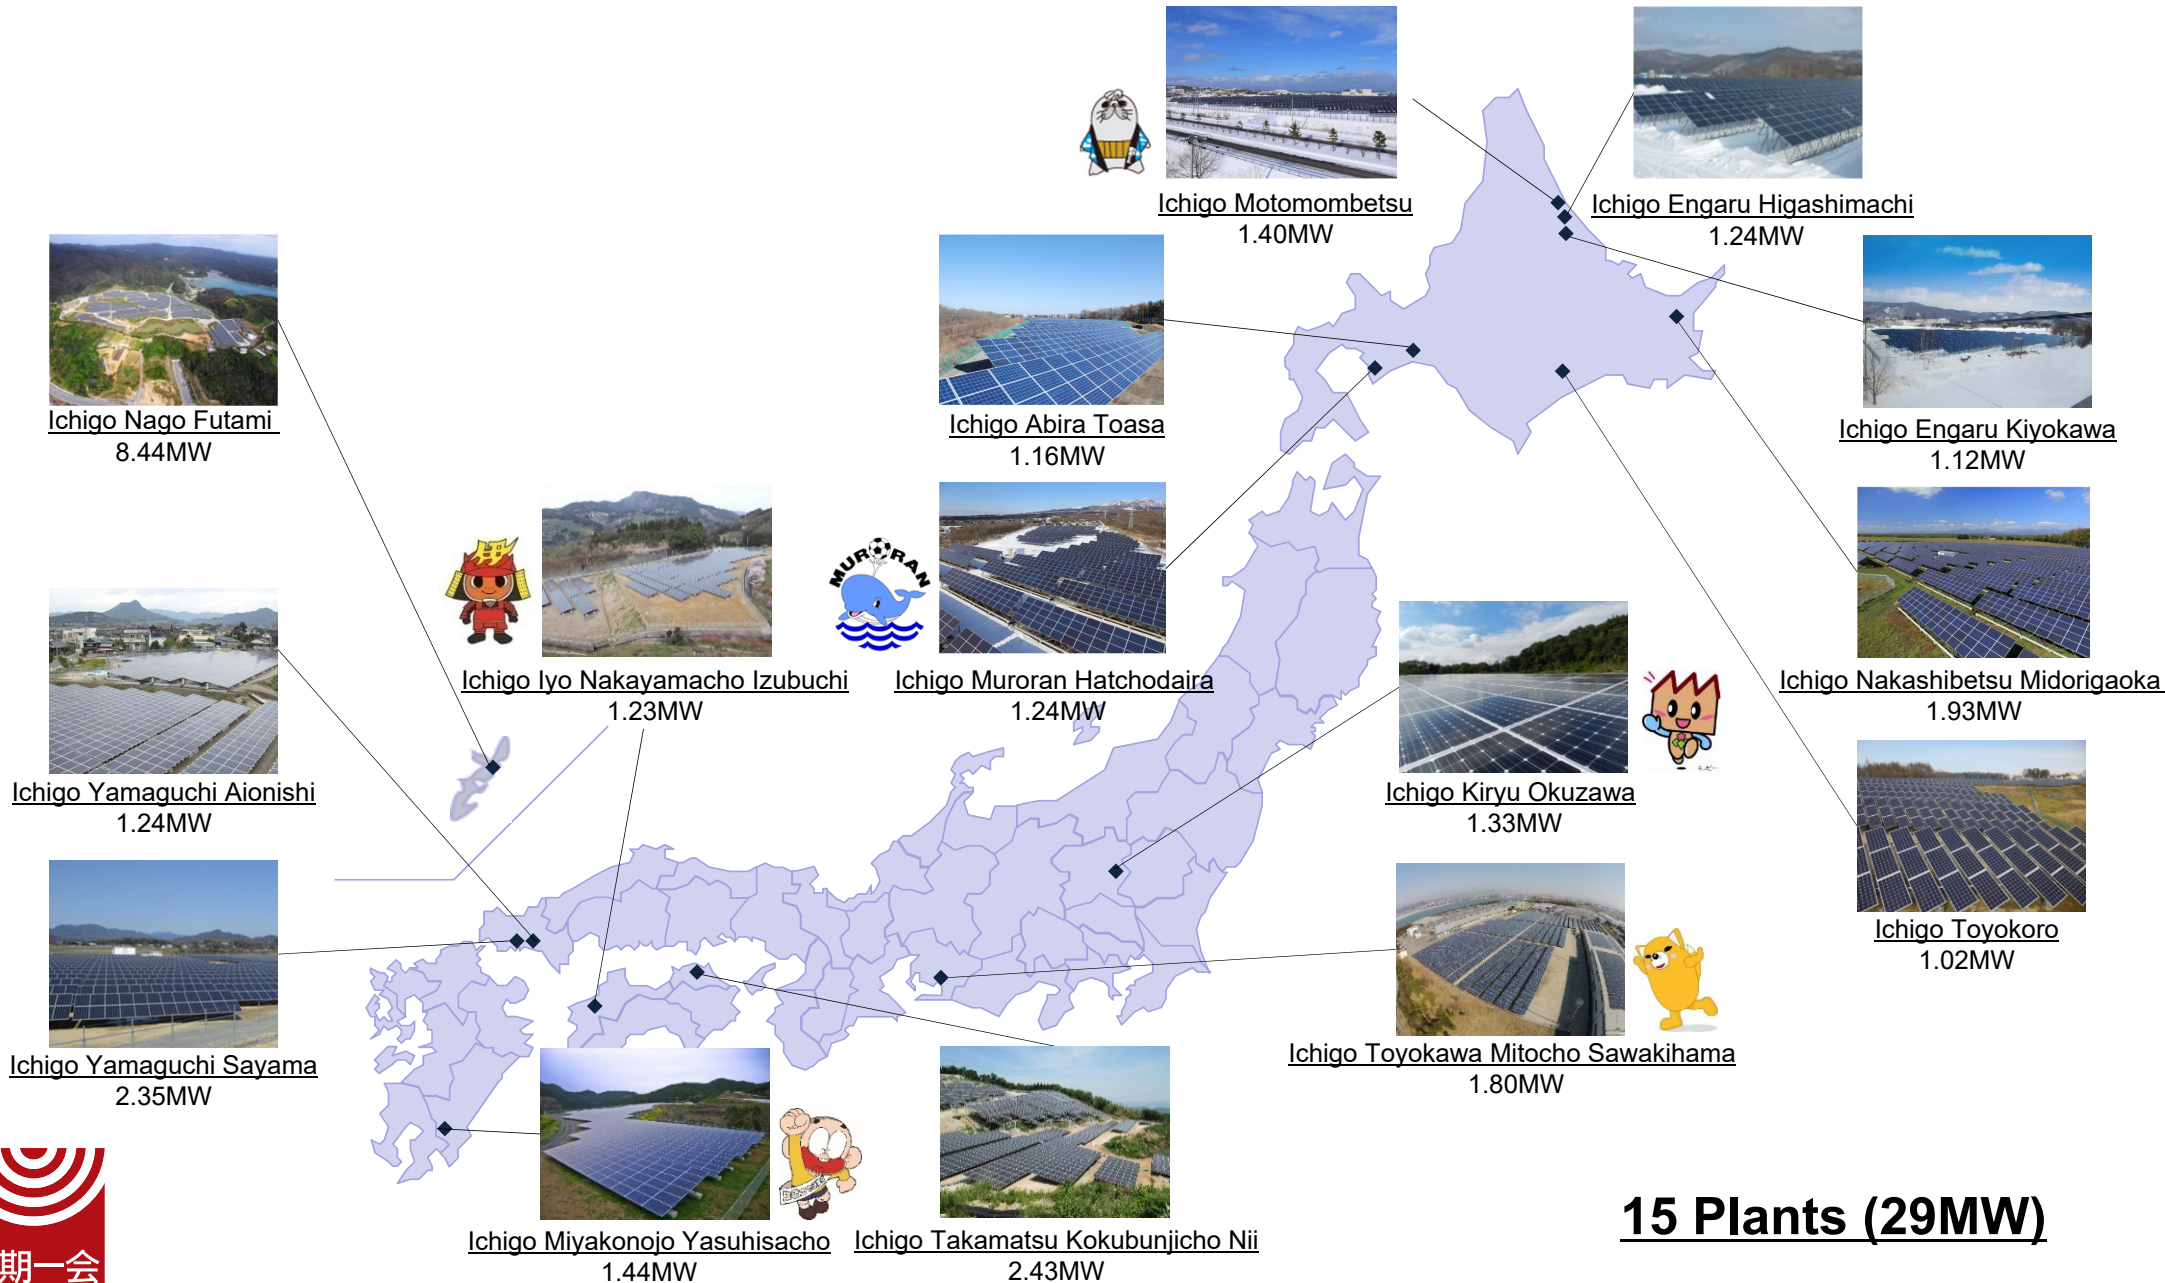 Ichigo Motomombetsu
1.40MW
Ichigo Engaru Higashimachi
1.24MW
Ichigo Nago Futami
8.44MW
Ichigo Abira Toasa
1.16MW
Ichigo Engaru Kiyokawa
1.12MW
MURORAN
Ichigo Iyo Nakayamacho Izubuchi
1.23MW
Ichigo Muroran Hatchodaira
1.24MW
Ichigo Nakashibetsu Midorigaoka
1.93MW
Ichigo Yamaguchi Aionishi
1.24MW
Ichigo Kiryu Okuzawa
1.33MW
Ichigo Toyokoro
1.02MW
Ichigo Yamaguchi Sayama
2.35MW
Ichigo Toyokawa Mitocho Sawakihama
1.80MW
Ichigo Miyakonojo Yasuhisacho
1.44MW
Ichigo Takamatsu Kokubunjicho Nii
2.43MW
15 Plants (29MW)
期一会